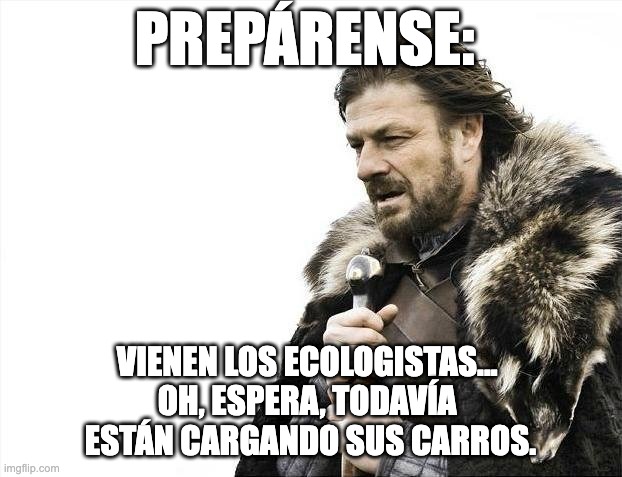 PREPÁRENSE:
VIENEN LOS ECOLOGISTAS...
OH, ESPERA, TODAVÍA
ESTÁN CARGANDO SUS CARROS.
imgflip.com